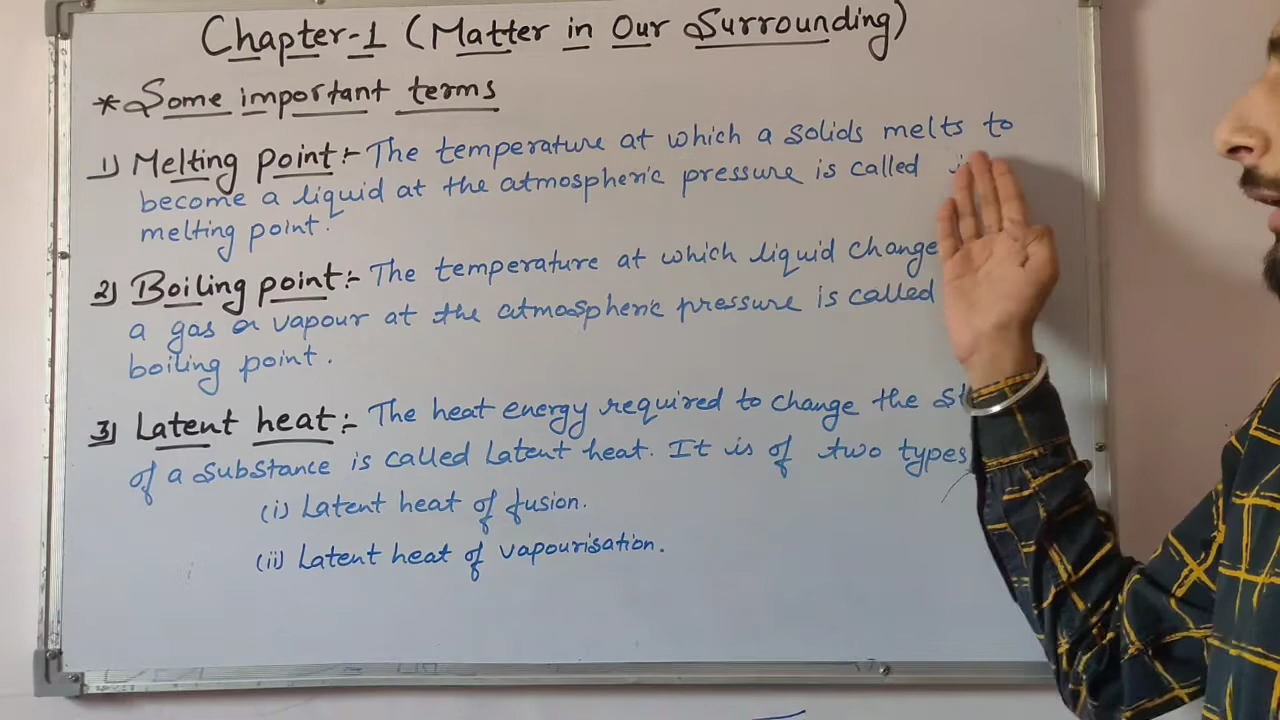 Chapter-1 (Matter in Our Surrounding)
* Some important terms
1) Melting point:- The temperature at which a solids melts to
become a liquid at the atmospheric pressure is called
melting point.
2) Boiling point:- The temperature at which liquid change
a gas or vapour at the atmospheric pressure is called
boiling point.
3) Latent heat:- The heat energy required to change the
of a substance is called Latent heat. It is of two types
(i) Latent heat of fusion.
(ii) Latent heat of vapourisation.